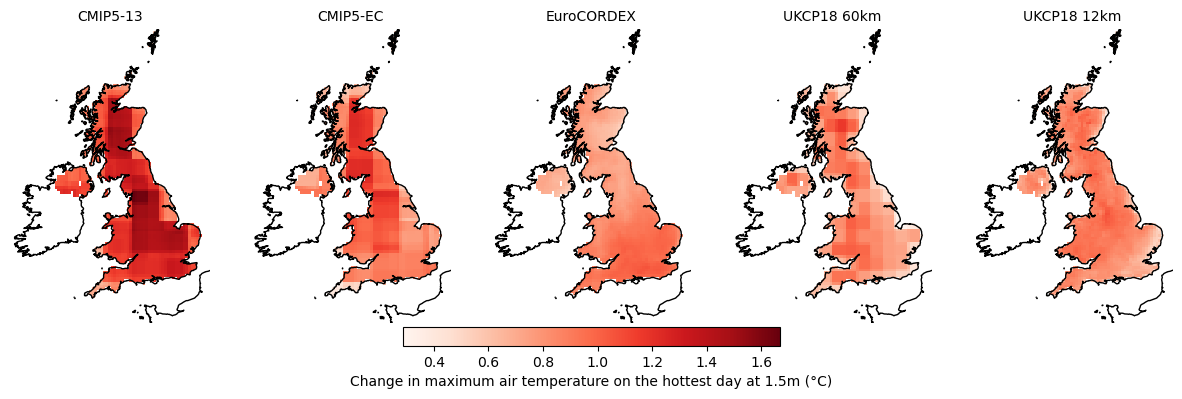 CMIP5-13
CMIP5-EC
EuroCORDEX
UKCP18 60km
UKCP18 12km
0.4 0.6 0.8 1.0 1.2 1.4 1.6
Change in maximum air temperature on the hottest day at 1.5m (°C)